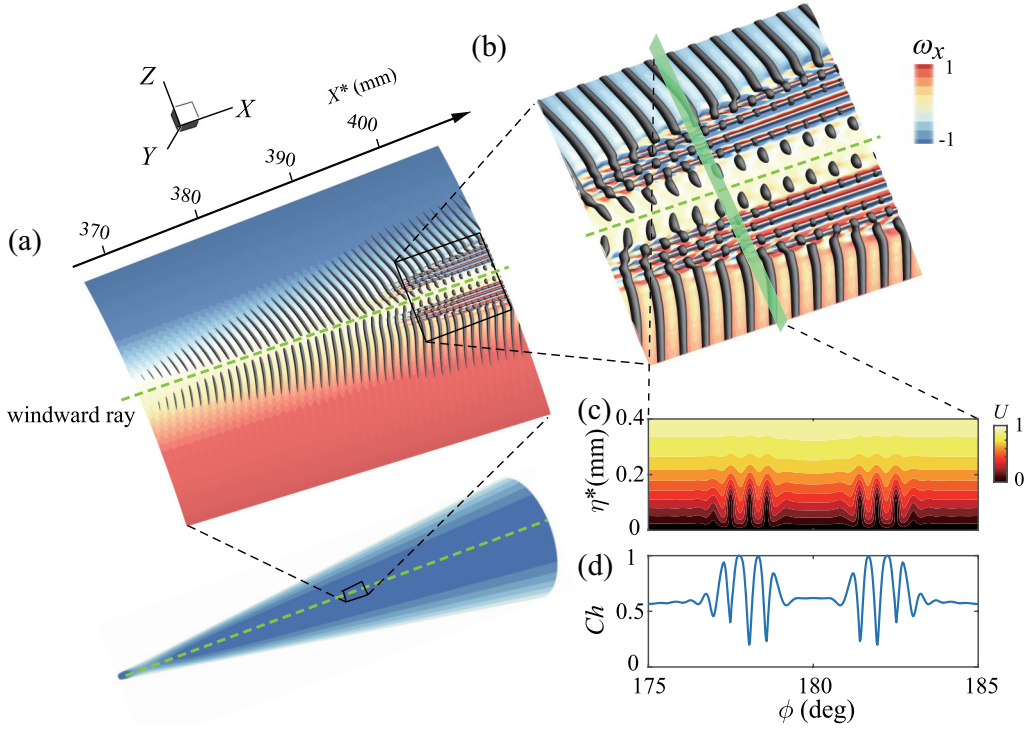 (a)
Z
X
Y
X* (mm)
370
380
390
400
windward ray
(b)
ω_x
1
-1
(c)
η*(mm)
0.4
0.2
0
U
1
0
(d)
Ch
1
0.5
0
175
180
185
ϕ (deg)